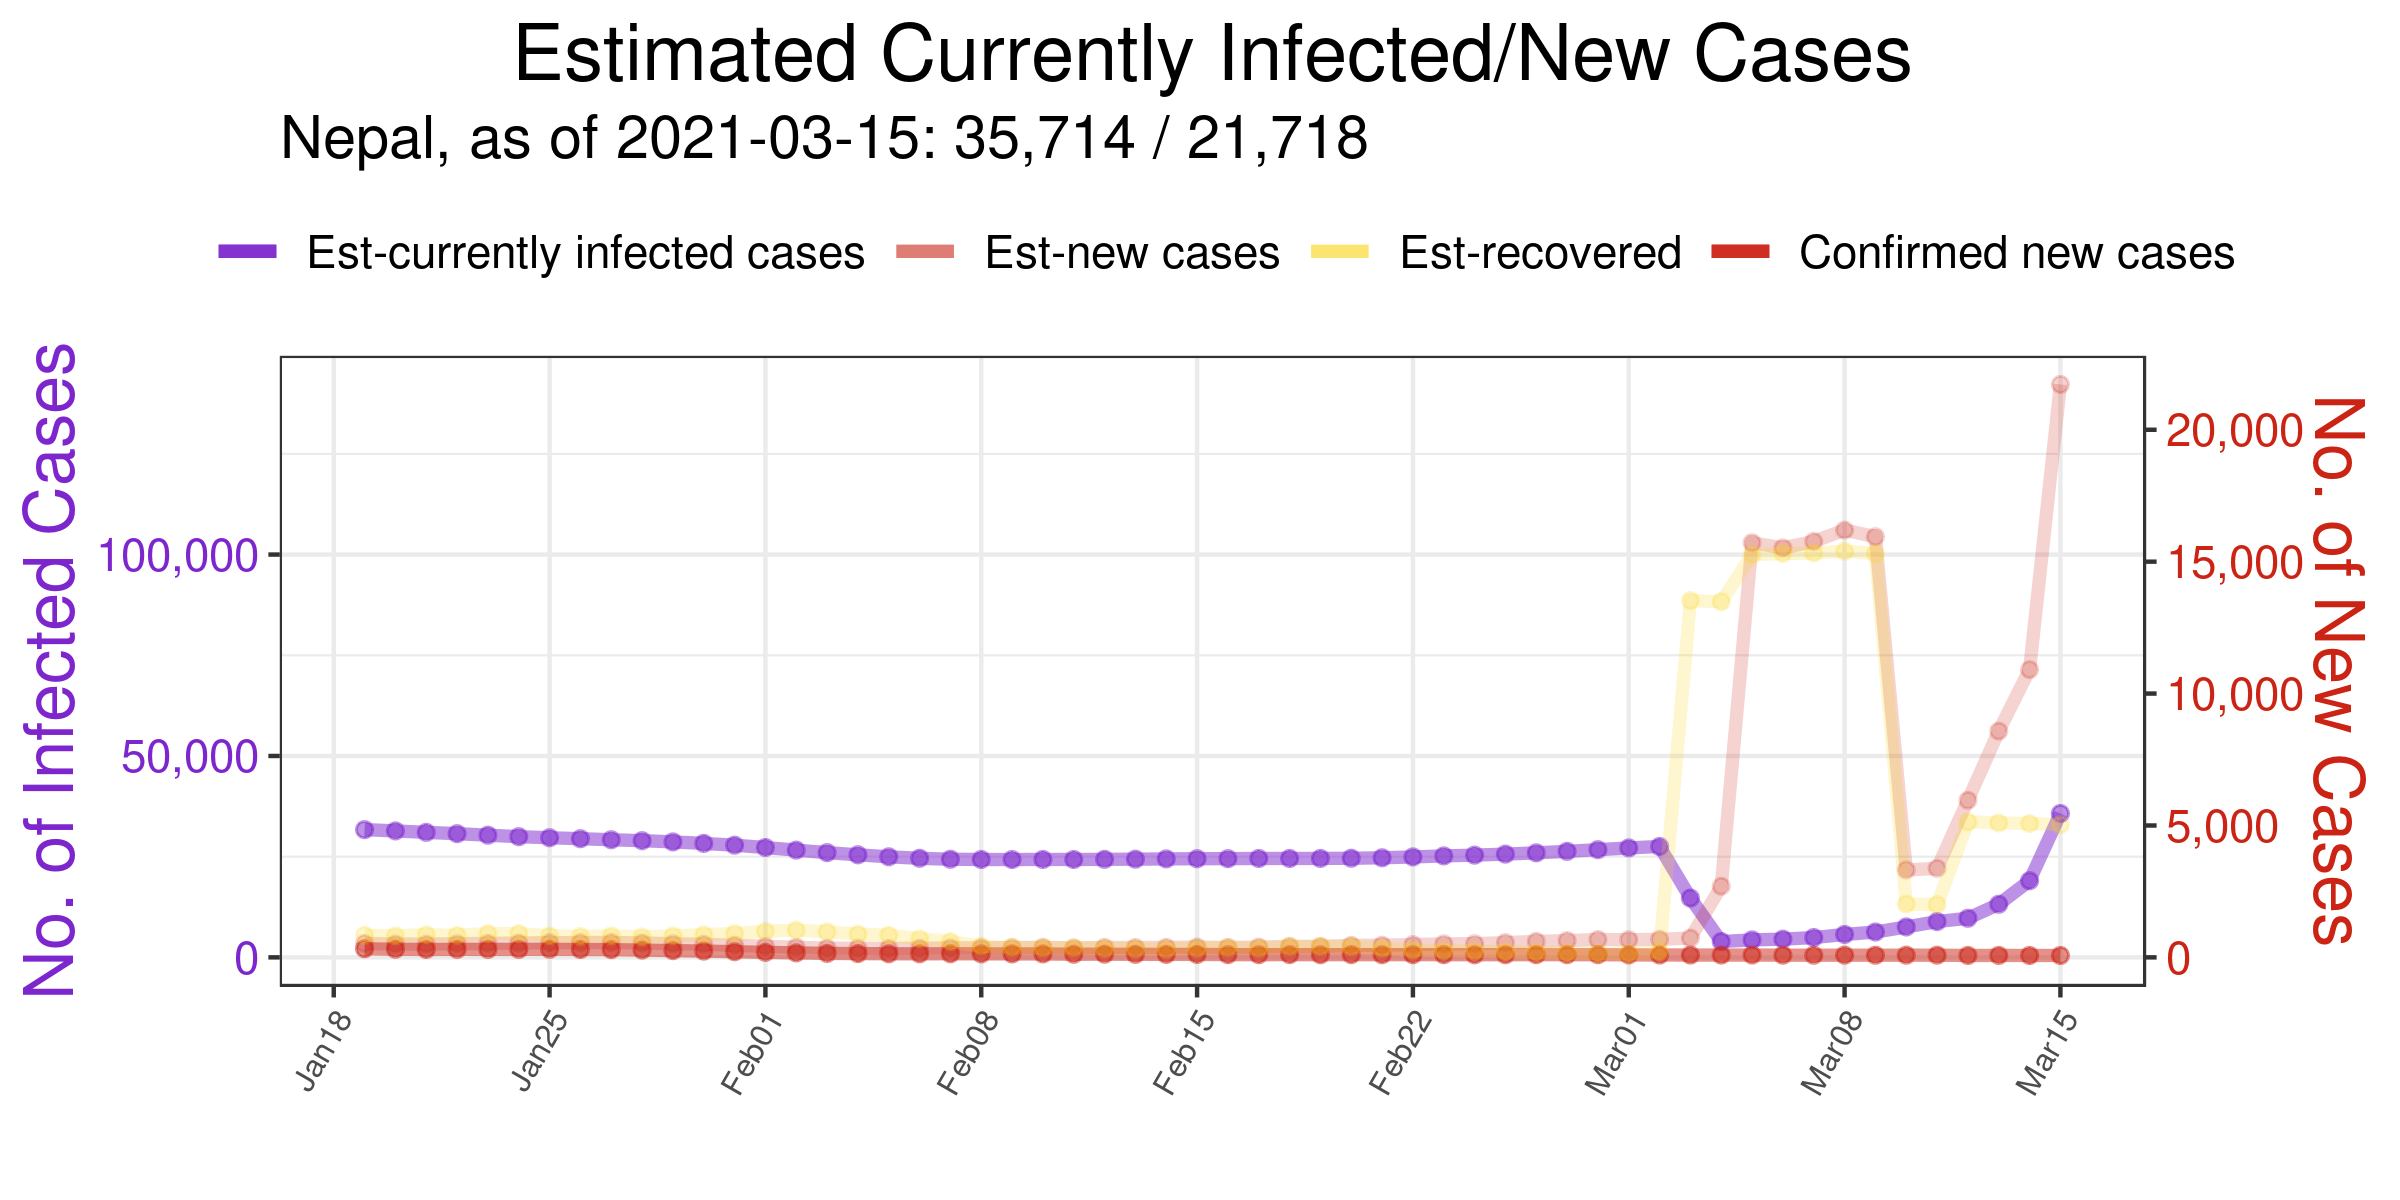 Estimated Currently Infected/New Cases
Nepal, as of 2021-03-15: 35,714 / 21,718
Est-currently infected cases Est-new cases Est-recovered Confirmed new cases
No. of Infected Cases
100,000
50,000
0
20,000
15,000
10,000
5,000
0
No. of New Cases
Jan18 Jan25 Feb01 Feb08 Feb15 Feb22 Mar01 Mar08 Mar15